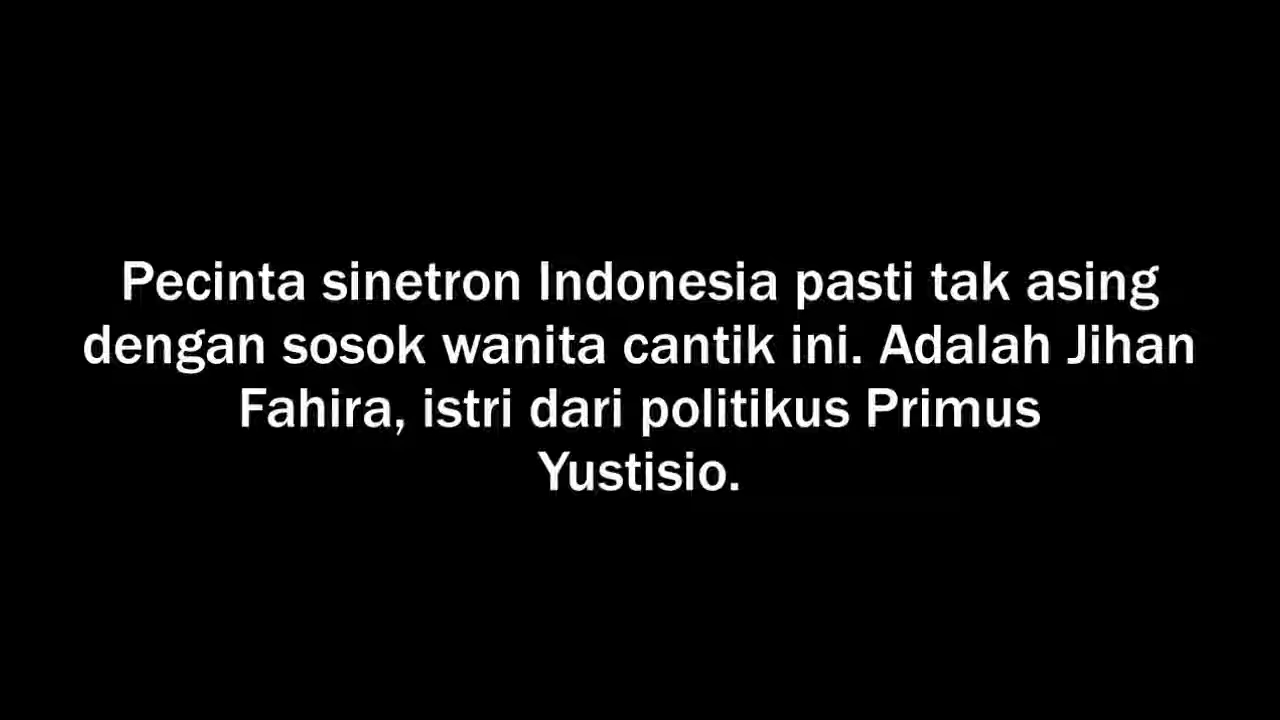 Pecinta sinetron Indonesia pasti tak asing
dengan sosok wanita cantik ini. Adalah Jihan
Fahira, istri dari politikus Primus
Yustisio.